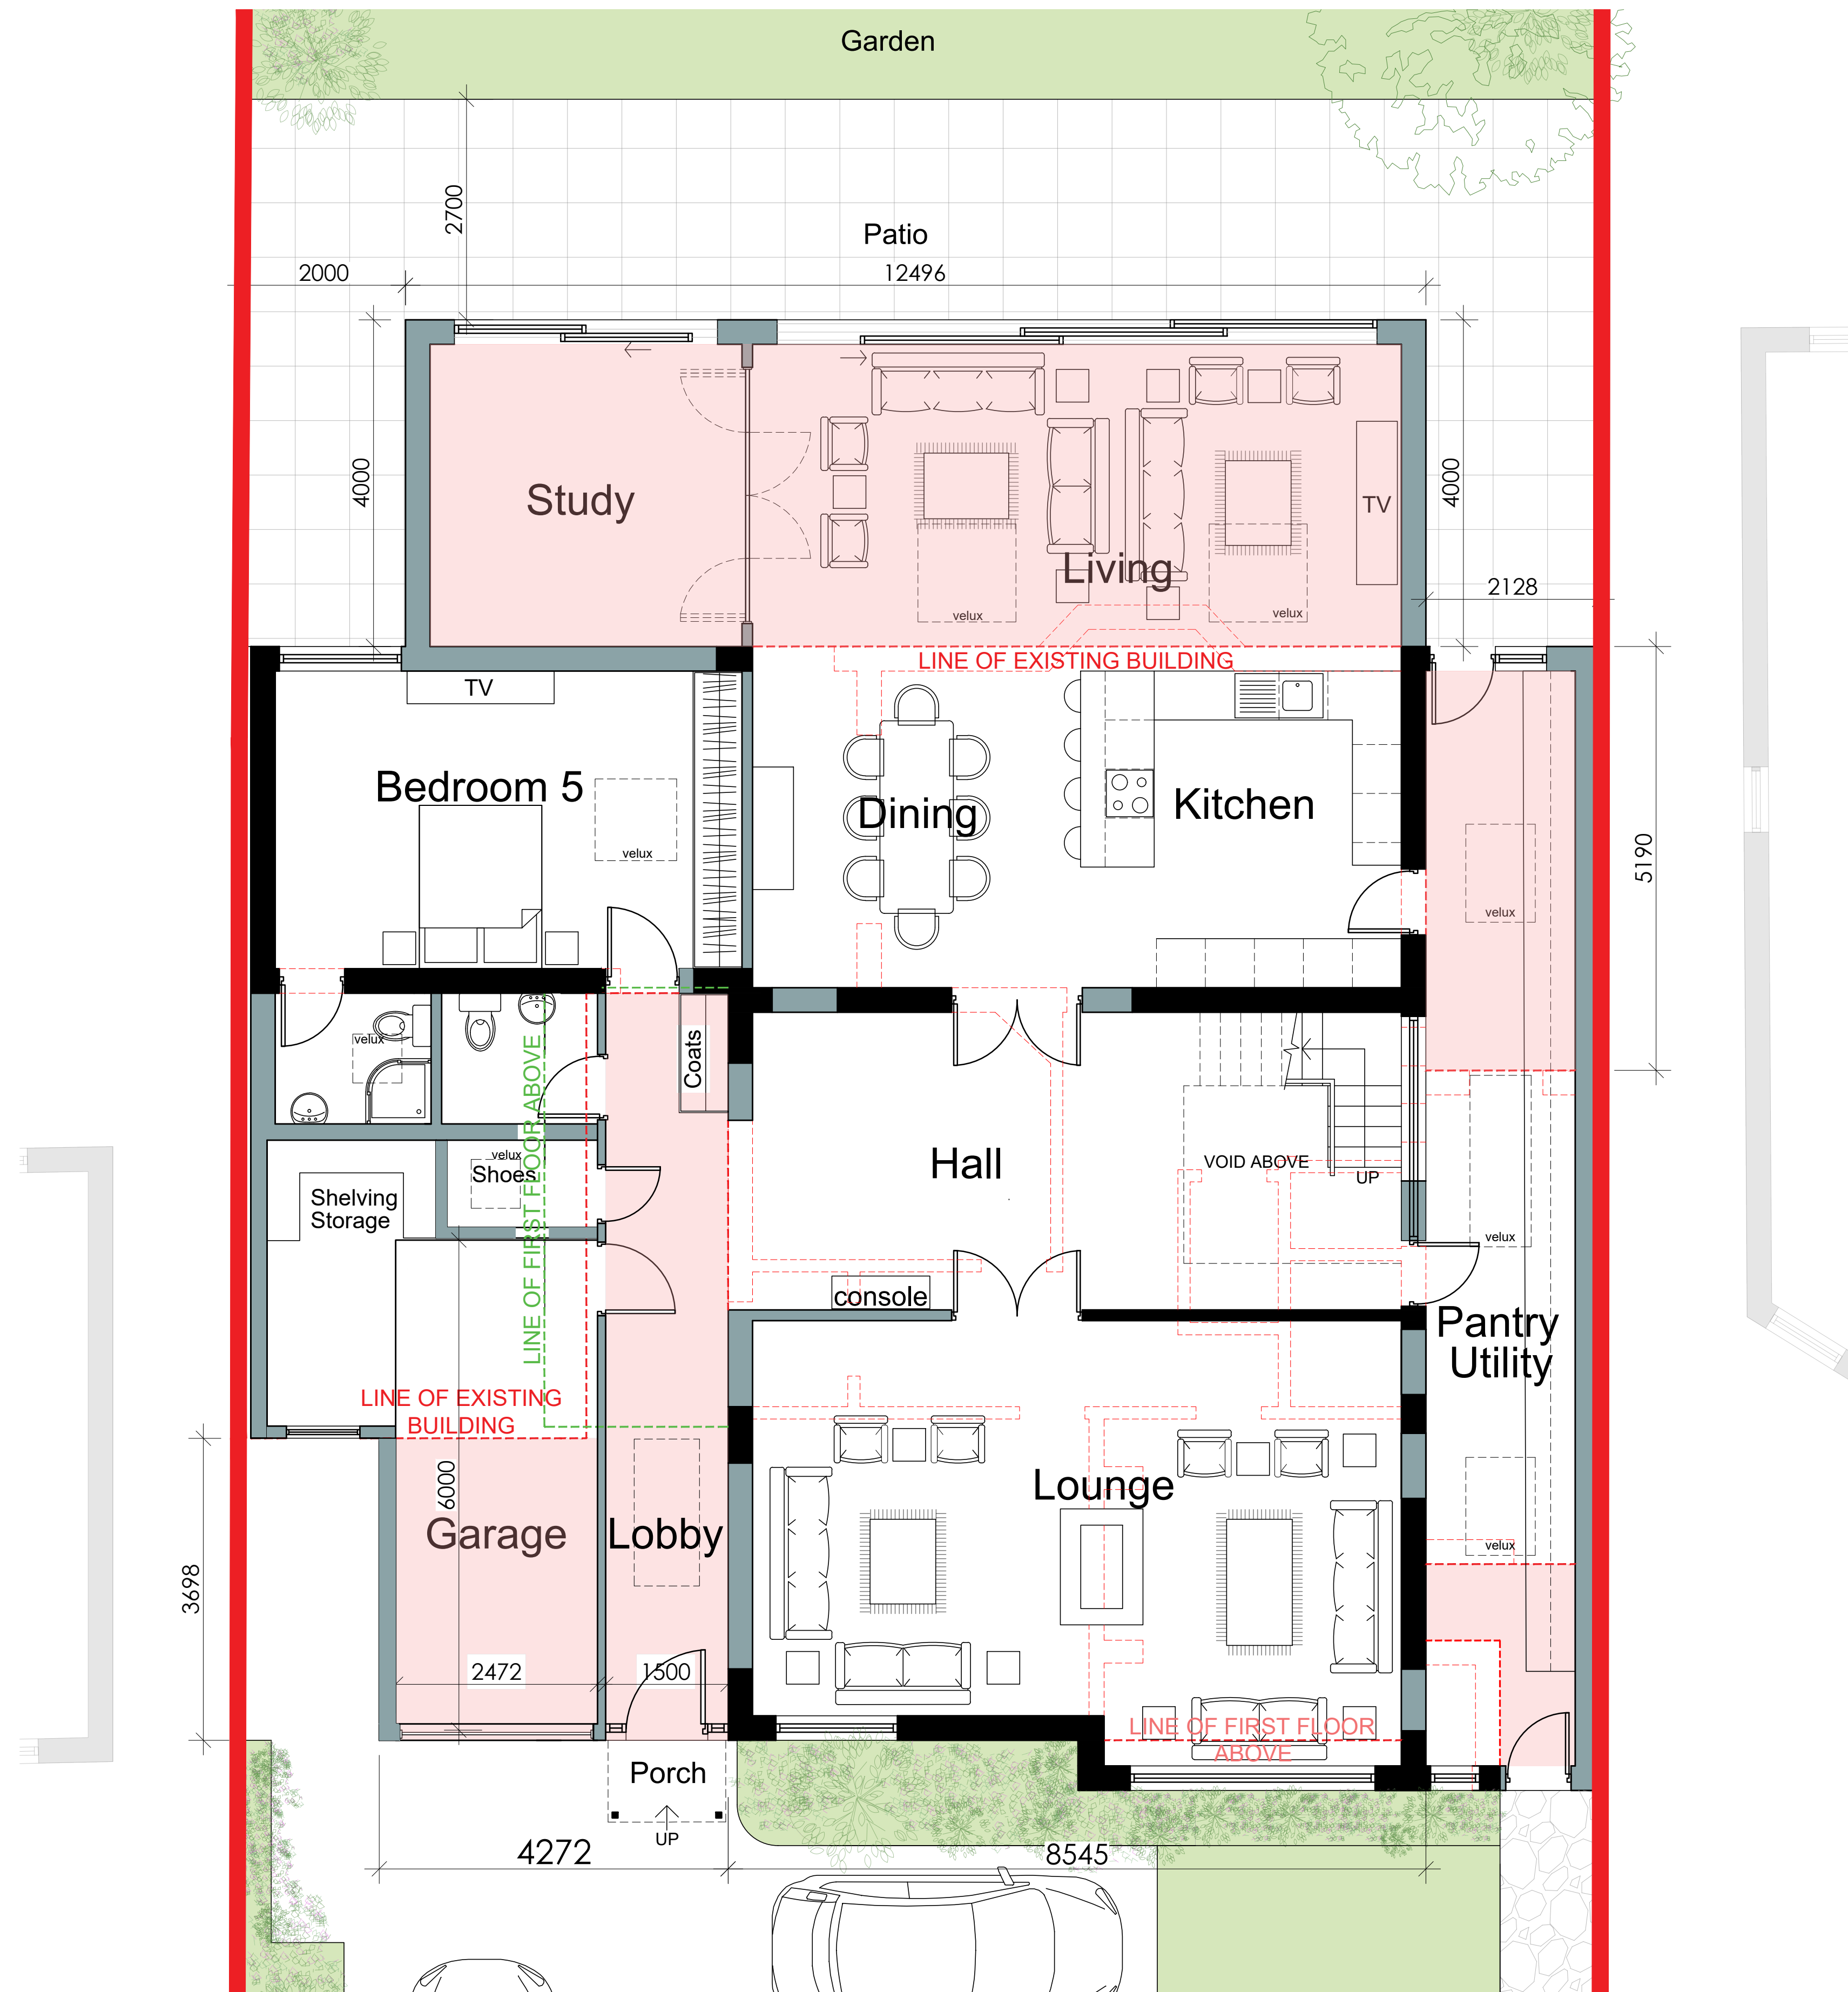 Garden
2700
Patio
2000
12496
4000
Study
TV
4000
Living
velux
velux
2128
LINE OF EXISTING BUILDING
TV
Bedroom 5
velux
Dining
Kitchen
5190
velux
velux
Coats
LINE OF FIRST FLOOR ABOVE
velux
Shoes
Shelving
Storage
Hall
VOID ABOVE
UP
velux
console
Pantry
Utility
LINE OF EXISTING
BUILDING
6000
Lounge
Garage
Lobby
velux
3698
2472
1500
LINE OF FIRST FLOOR
ABOVE
Porch
UP
4272
8545